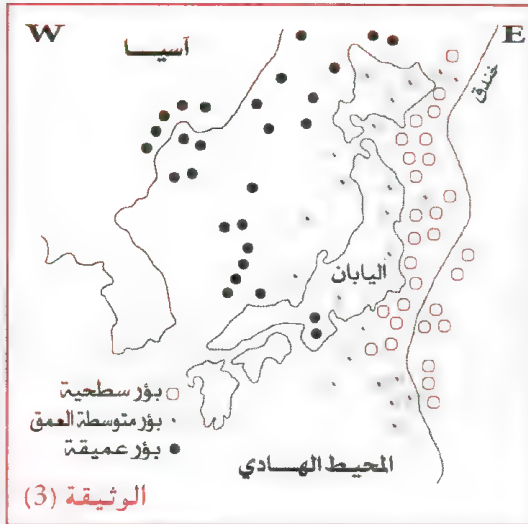 W
E
آسيا
خندق
اليابان
○ بؤر سطحية
· بؤر متوسطة العمق
● بؤر عميقة
المحيط الهادي
الوثيقة (3)